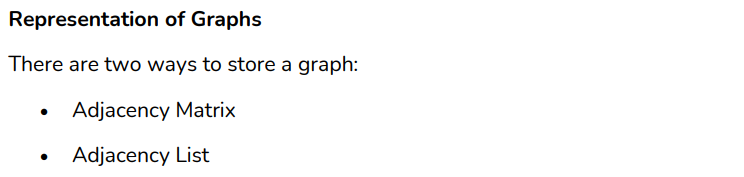 Representation of Graphs
There are two ways to store a graph:
• Adjacency Matrix
• Adjacency List